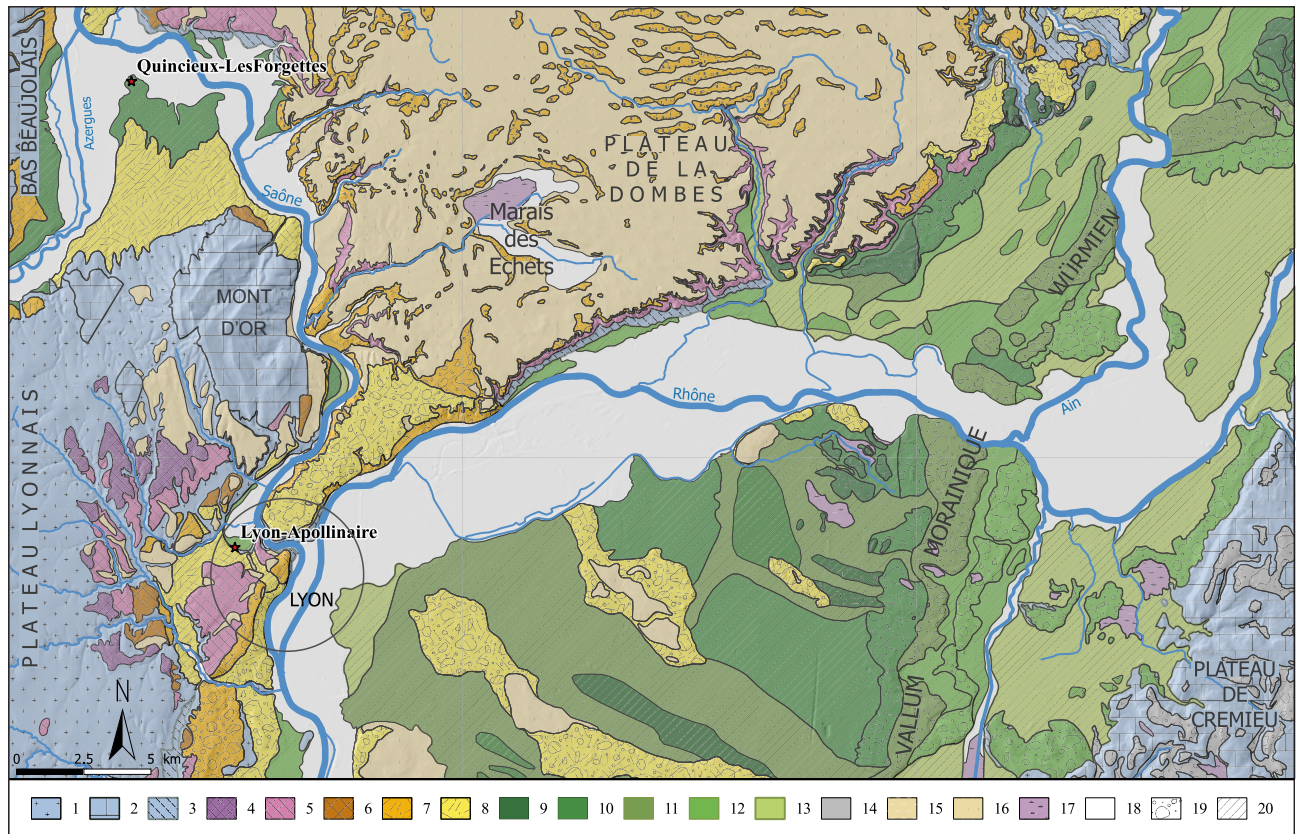 Quincieux-LesForgettes
BAS BEAUJOLAIS
Azergues
Saône
PLATEAU
DE LA
DOMBES
Marais
des
Echets
WÜRMIEN
MONT
D'OR
PLATEAU LYONNAIS
Rhône
Ain
MORAINIQUE
Lyon-Apollinaire
LYON
VALLUM
PLATEAU
DE
CREMIEU
N
0 2.5 5 km
1 2 3 4 5 6 7 8 9 10 11 12 13 14 15 16 17 18 19 20